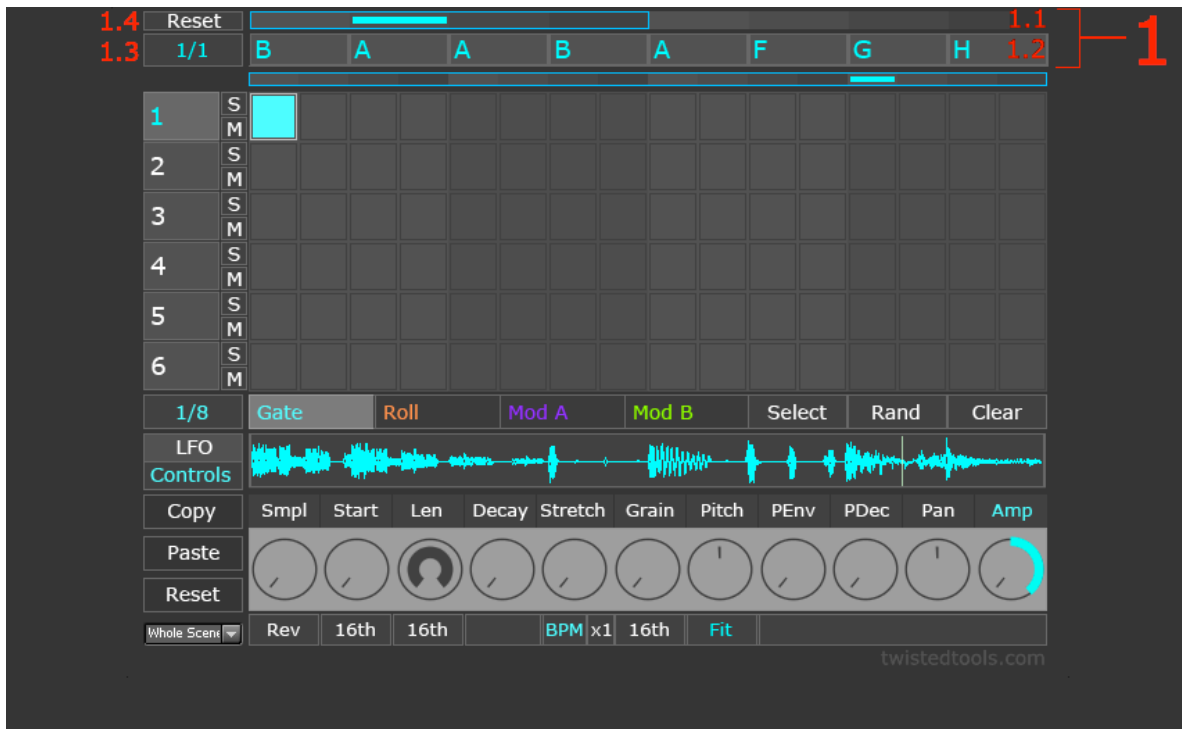 1.4 Reset 1.1
1
1.3 1/1 B A A B A F G H 1.2
1 S
M
2 S
M
3 S
M
4 S
M
5 S
M
6 S
M
1/8 Gate Roll Mod A Mod B Select Rand Clear
LFO
Controls
Copy Smpl Start Len Decay Stretch Grain Pitch PEnv PDec Pan Amp
Paste
Reset
Whole Scene Rev 16th 16th BPM x1 16th Fit
twistedtools.com